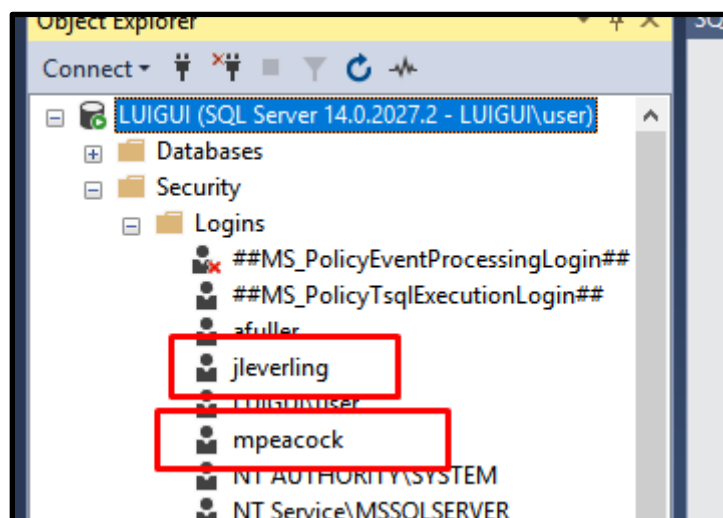 Object Explorer
SQ
Connect
LUIGUI (SQL Server 14.0.2027.2 - LUIGUI\user)
Databases
Security
Logins
##MS_PolicyEventProcessingLogin##
##MS_PolicyTsqlExecutionLogin##
afuller
jleverling
LUIGUI\user
mpeacock
NT AUTHORITY\SYSTEM
NT Service\MSSQLSERVER